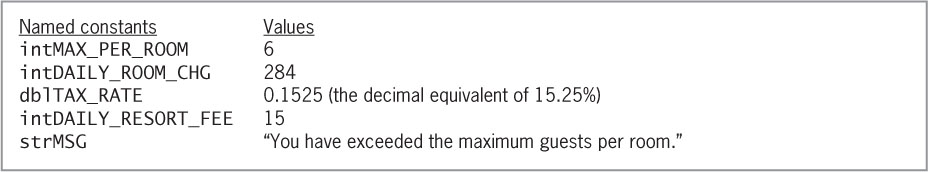 Named constants Values
intMAX_PER_ROOM 6
intDAILY_ROOM_CHG 284
dblTAX_RATE 0.1525 (the decimal equivalent of 15.25%)
intDAILY_RESORT_FEE 15
strMSG “You have exceeded the maximum guests per room.”